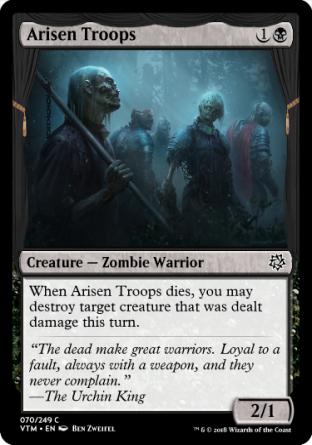 Arisen Troops 1
Creature — Zombie Warrior
When Arisen Troops dies, you may
destroy target creature that was dealt
damage this turn.
“The dead make great warriors. Loyal to a
fault, always with a weapon, and they
never complain.”
—The Urchin King
2/1
070/249 C
VTM • EN BEN ZWEIFEL
™ & © 2018 Wizards of the Coast